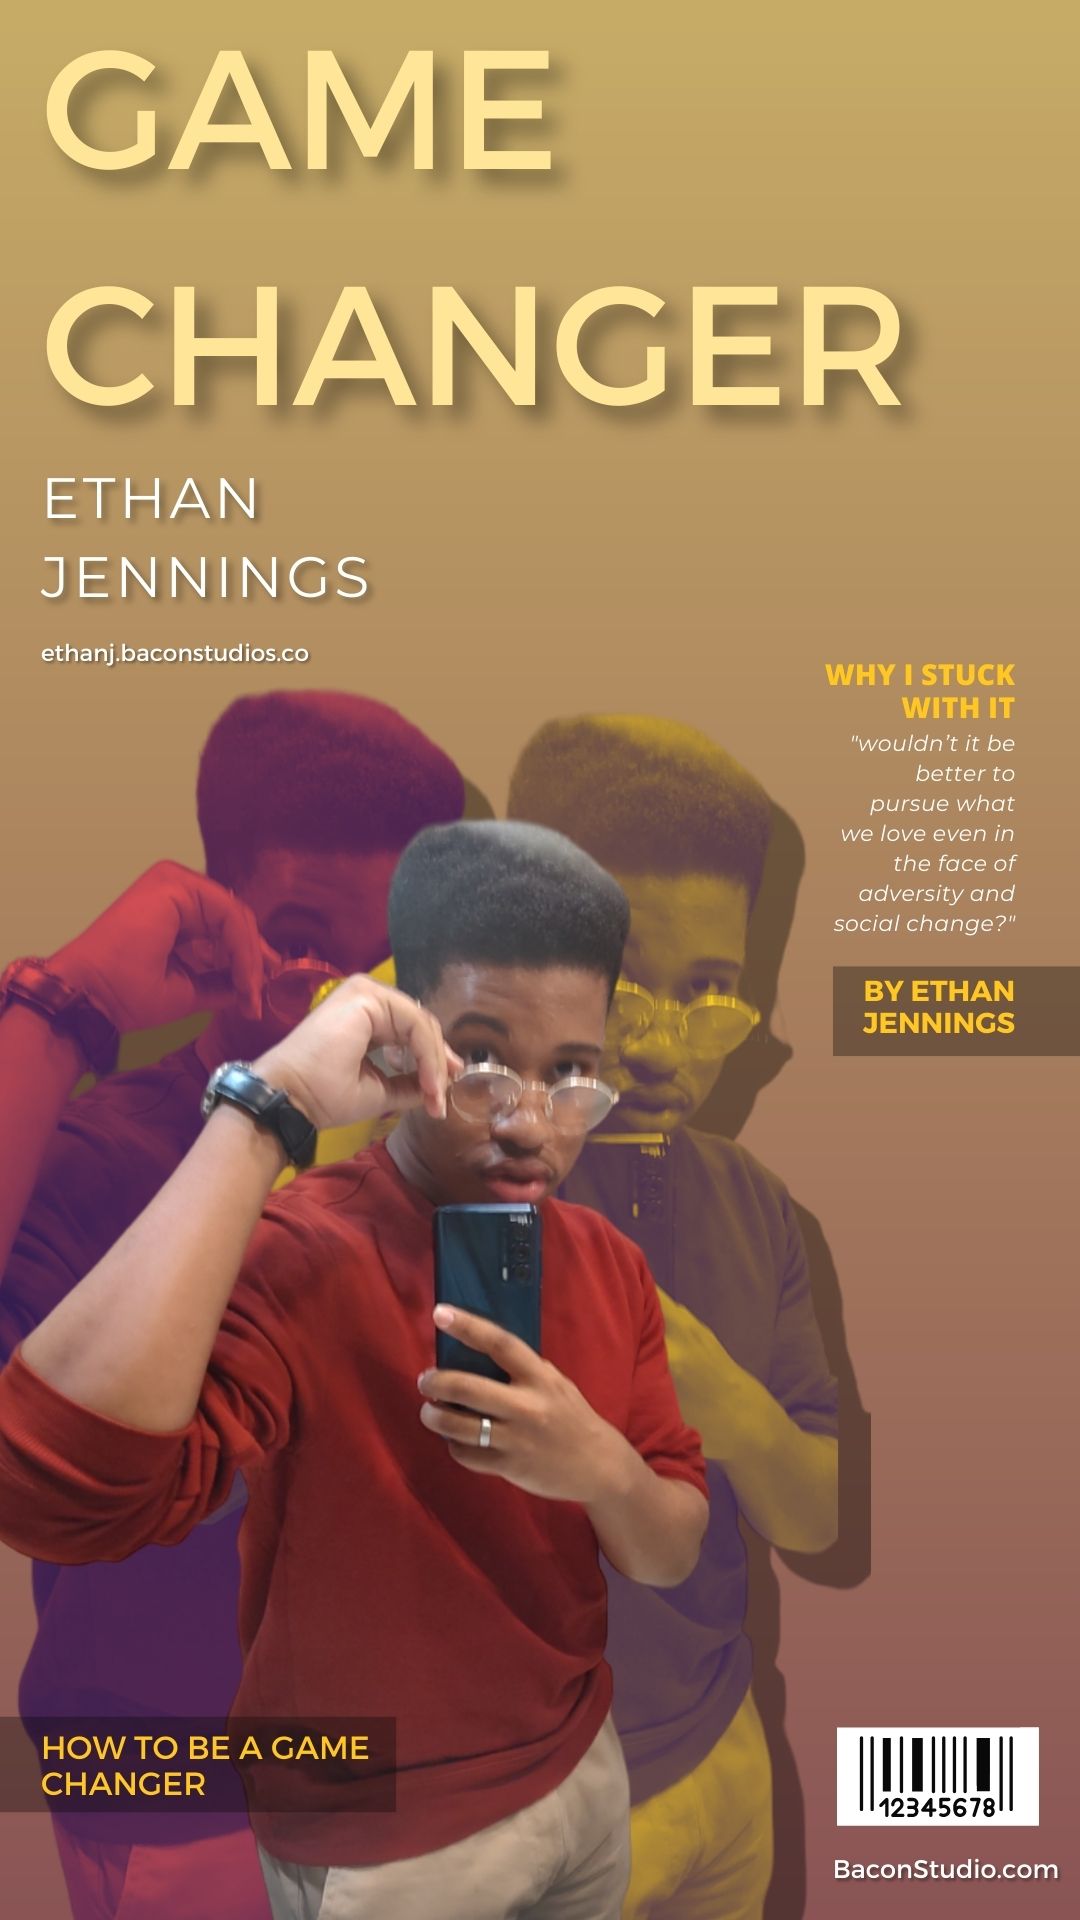 GAME
CHANGER
ETHAN
JENNINGS
ethanj.baconstudios.co
WHY I STUCK
WITH IT
"wouldn't it be
better to
pursue what
we love even in
the face of
adversity and
social change?"
BY ETHAN
JENNINGS
HOW TO BE A GAME
CHANGER
12345678
BaconStudio.com